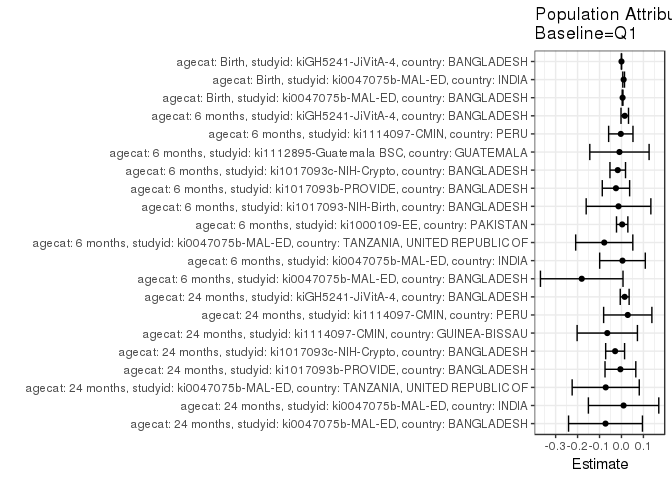 Population Attribu
Baseline=Q1
agecat: Birth, studyid: kiGH5241-JiVitA-4, country: BANGLADESH
agecat: Birth, studyid: ki0047075b-MAL-ED, country: INDIA
agecat: Birth, studyid: ki0047075b-MAL-ED, country: BANGLADESH
agecat: 6 months, studyid: kiGH5241-JiVitA-4, country: BANGLADESH
agecat: 6 months, studyid: ki1114097-CMIN, country: PERU
agecat: 6 months, studyid: ki1112895-Guatemala BSC, country: GUATEMALA
agecat: 6 months, studyid: ki1017093c-NIH-Crypto, country: BANGLADESH
agecat: 6 months, studyid: ki1017093b-PROVIDE, country: BANGLADESH
agecat: 6 months, studyid: ki1017093-NIH-Birth, country: BANGLADESH
agecat: 6 months, studyid: ki1000109-EE, country: PAKISTAN
agecat: 6 months, studyid: ki0047075b-MAL-ED, country: TANZANIA, UNITED REPUBLIC OF
agecat: 6 months, studyid: ki0047075b-MAL-ED, country: INDIA
agecat: 6 months, studyid: ki0047075b-MAL-ED, country: BANGLADESH
agecat: 24 months, studyid: kiGH5241-JiVitA-4, country: BANGLADESH
agecat: 24 months, studyid: ki1114097-CMIN, country: PERU
agecat: 24 months, studyid: ki1114097-CMIN, country: GUINEA-BISSAU
agecat: 24 months, studyid: ki1017093c-NIH-Crypto, country: BANGLADESH
agecat: 24 months, studyid: ki1017093b-PROVIDE, country: BANGLADESH
agecat: 24 months, studyid: ki0047075b-MAL-ED, country: TANZANIA, UNITED REPUBLIC OF
agecat: 24 months, studyid: ki0047075b-MAL-ED, country: INDIA
agecat: 24 months, studyid: ki0047075b-MAL-ED, country: BANGLADESH
-0.3 -0.2 -0.1 0.0 0.1
Estimate